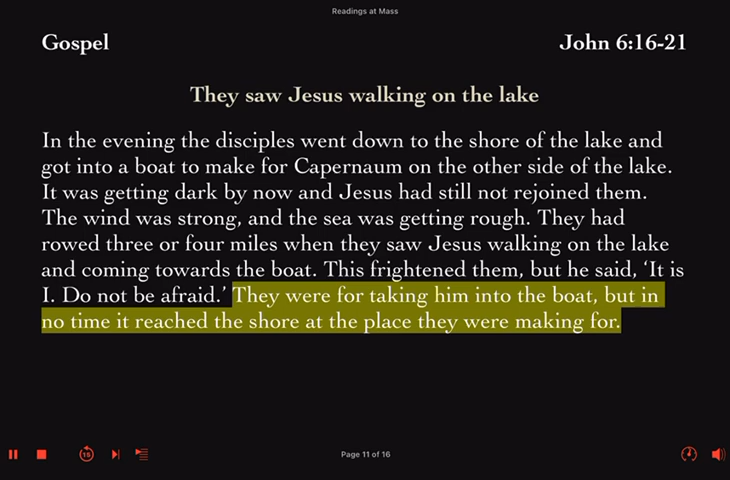 Readings at Mass
Gospel
John 6:16-21
They saw Jesus walking on the lake
In the evening the disciples went down to the shore of the lake and
got into a boat to make for Capernaum on the other side of the lake.
It was getting dark by now and Jesus had still not rejoined them.
The wind was strong, and the sea was getting rough. They had
rowed three or four miles when they saw Jesus walking on the lake
and coming towards the boat. This frightened them, but he said, ‘It is
I. Do not be afraid.’ They were for taking him into the boat, but in
no time it reached the shore at the place they were making for.
15
Page 11 of 16